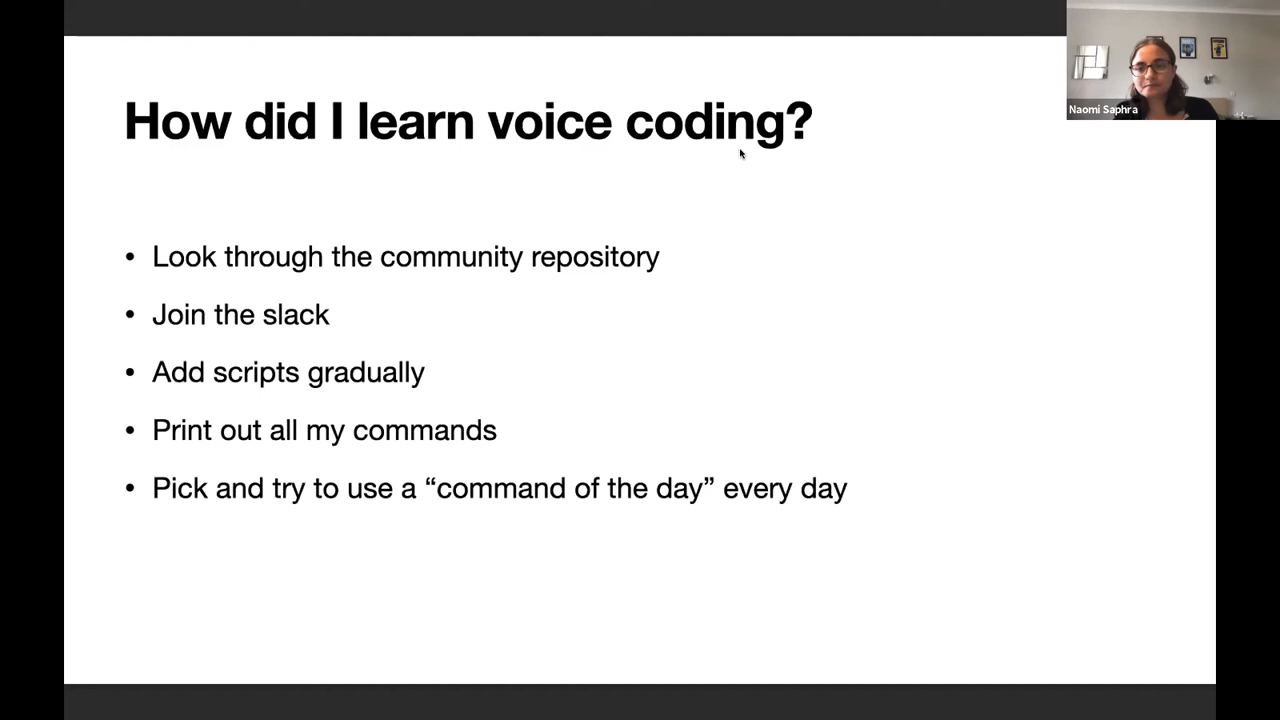 How did I learn voice coding?
Naomi Saphra
• Look through the community repository
• Join the slack
• Add scripts gradually
• Print out all my commands
• Pick and try to use a “command of the day” every day